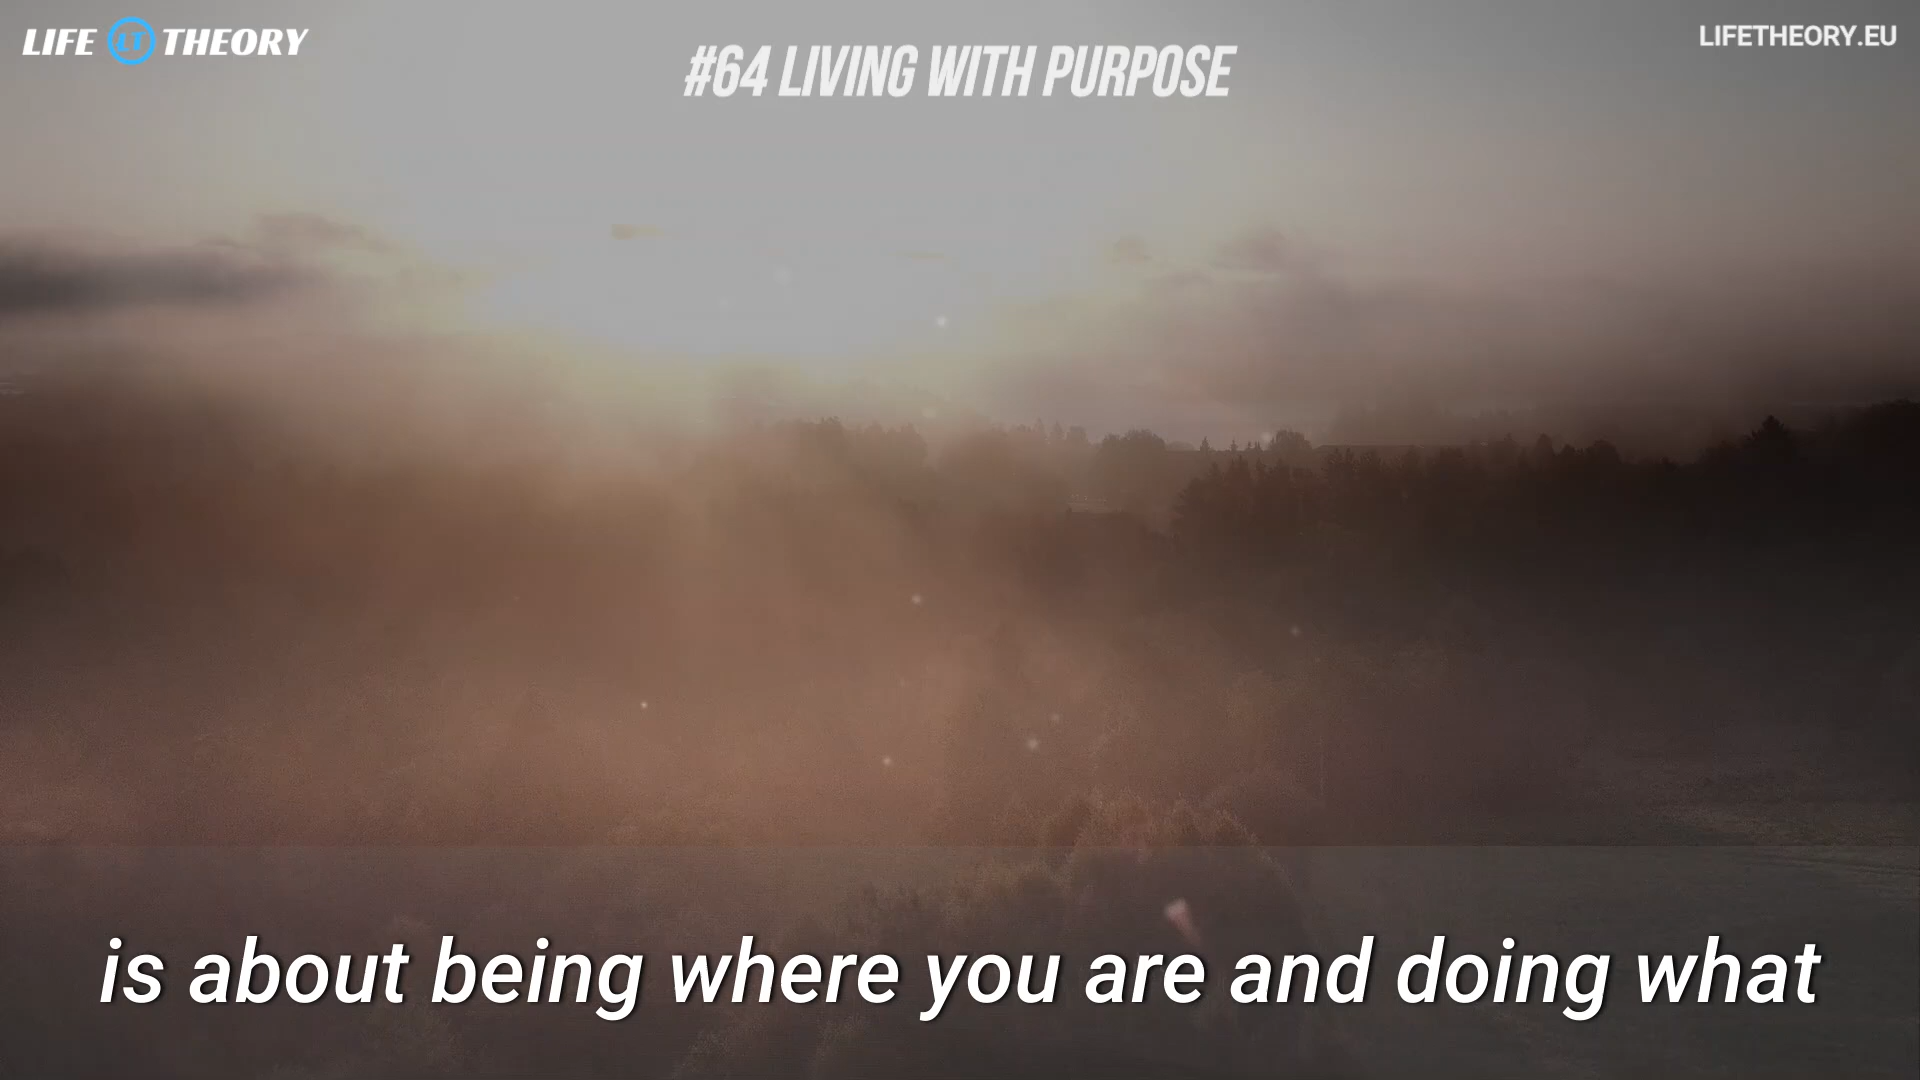 LIFE LT THEORY
LIFETHEORY.EU
#64 LIVING WITH PURPOSE
is about being where you are and doing what